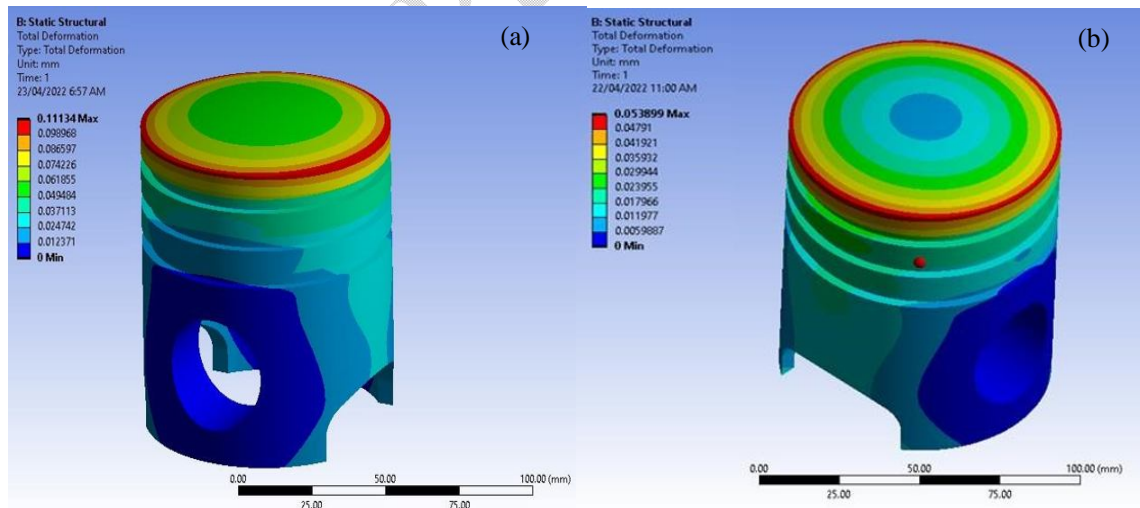 B: Static Structural
Total Deformation
Type: Total Deformation
Unit: mm
Time: 1
23/04/2022 6:57 AM
(a)
0.11134 Max
0.098968
0.086597
0.074226
0.061855
0.049484
0.037113
0.024742
0.012371
0 Min
0.00 50.00 100.00 (mm)
25.00 75.00
B: Static Structural
Total Deformation
Type: Total Deformation
Unit: mm
Time: 1
22/04/2022 11:00 AM
(b)
0.053899 Max
0.04791
0.041921
0.035932
0.029944
0.023955
0.017966
0.011977
0.0059887
0 Min
0.00 50.00 100.00 (mm)
25.00 75.00